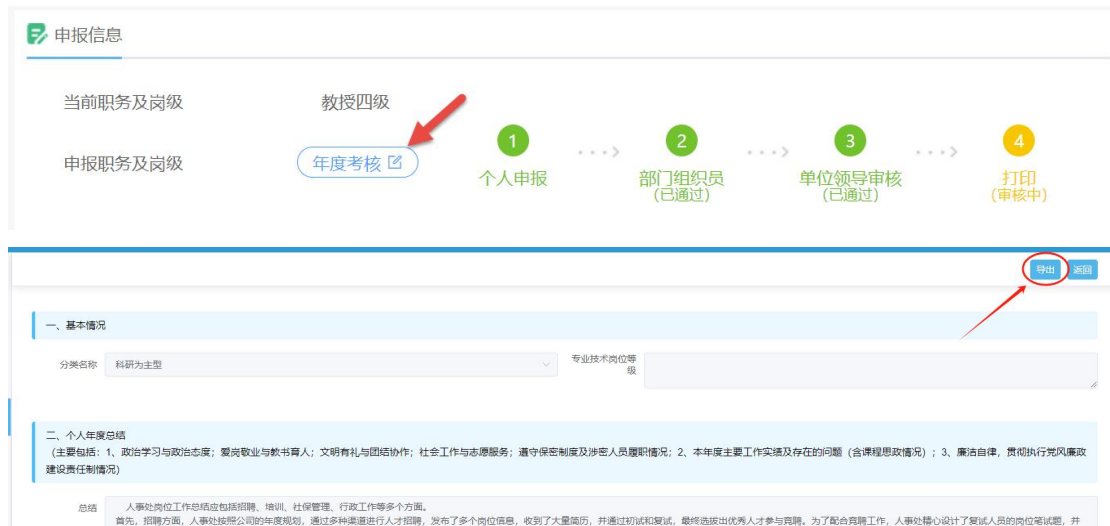 申报信息
当前职务及岗级
教授四级
申报职务及岗级
年度考核
1
2
3
4
个人申报
部门组织员
(已通过)
单位领导审核
(已通过)
打印
(审核中)
导出
返回
一、基本情况
分类名称
科研为主型
专业技术岗位等
级
二、个人年度总结
(主要包括：1、政治学习与政治态度；爱岗敬业与教书育人；文明有礼与团结协作；社会工作与志愿服务；遵守保密制度及涉密人员履职情况；2、本年度主要工作实绩及存在的问题（含课程思政情况）；3、廉洁自律，贯彻执行党风廉政
建设责任制情况)
总结
人事处岗位工作总结应包括招聘、培训、社保管理、行政工作等多个方面。
首先，招聘方面，人事处按照公司的年度规划，通过多种渠道进行人才招聘，发布了多个岗位信息，收到了大量简历，并通过初试和复试，最终选拔出优秀人才参与竞聘。为了配合竞聘工作，人事处精心设计了复试人员的岗位笔试题，并